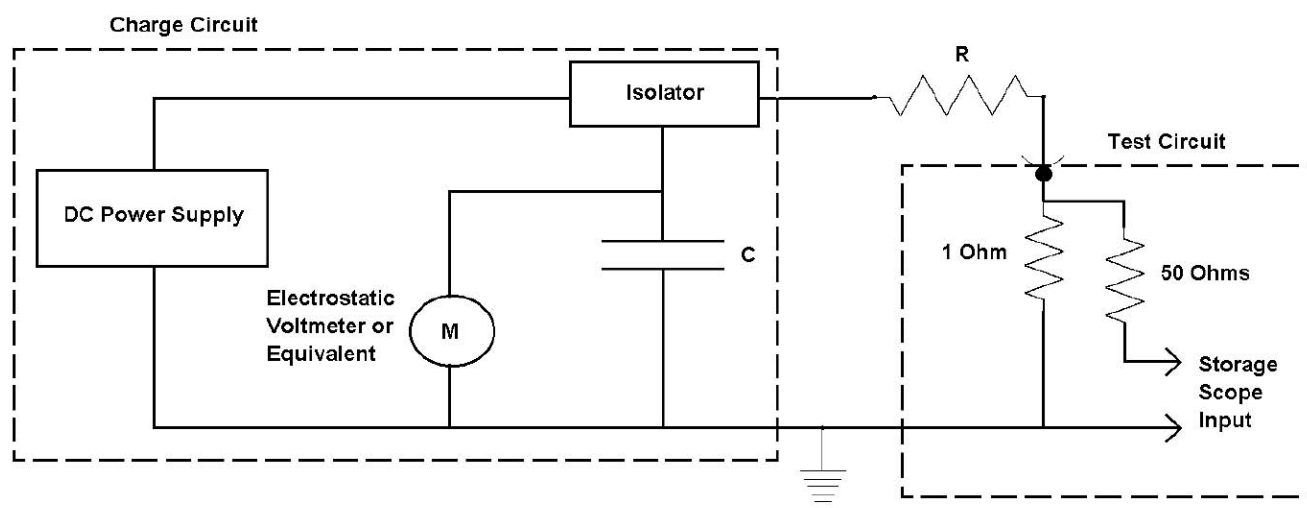 Charge Circuit
R
Isolator
Test Circuit
DC Power Supply
C
1 Ohm
50 Ohms
Electrostatic
Voltmeter or
Equivalent
M
Storage
Scope
Input